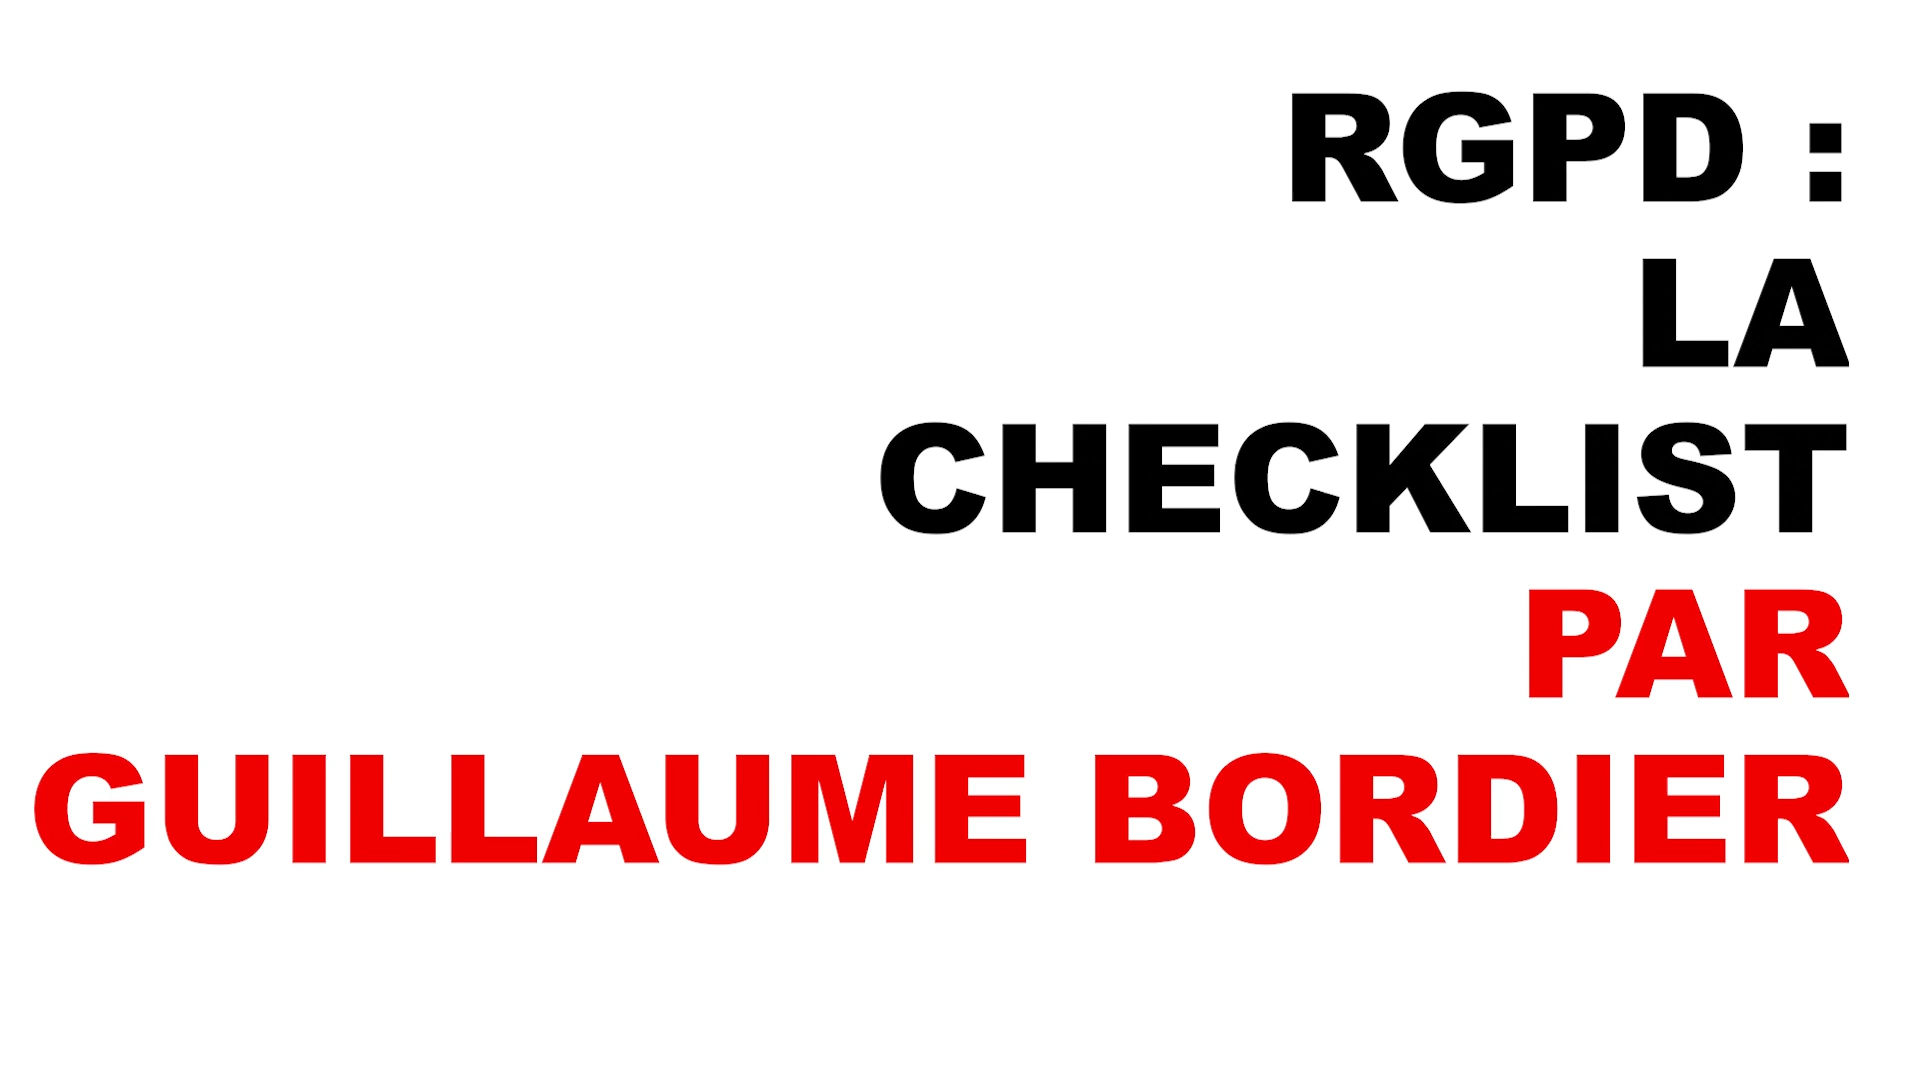 RGPD :
LA
CHECKLIST
PAR
GUILLAUME BORDIER